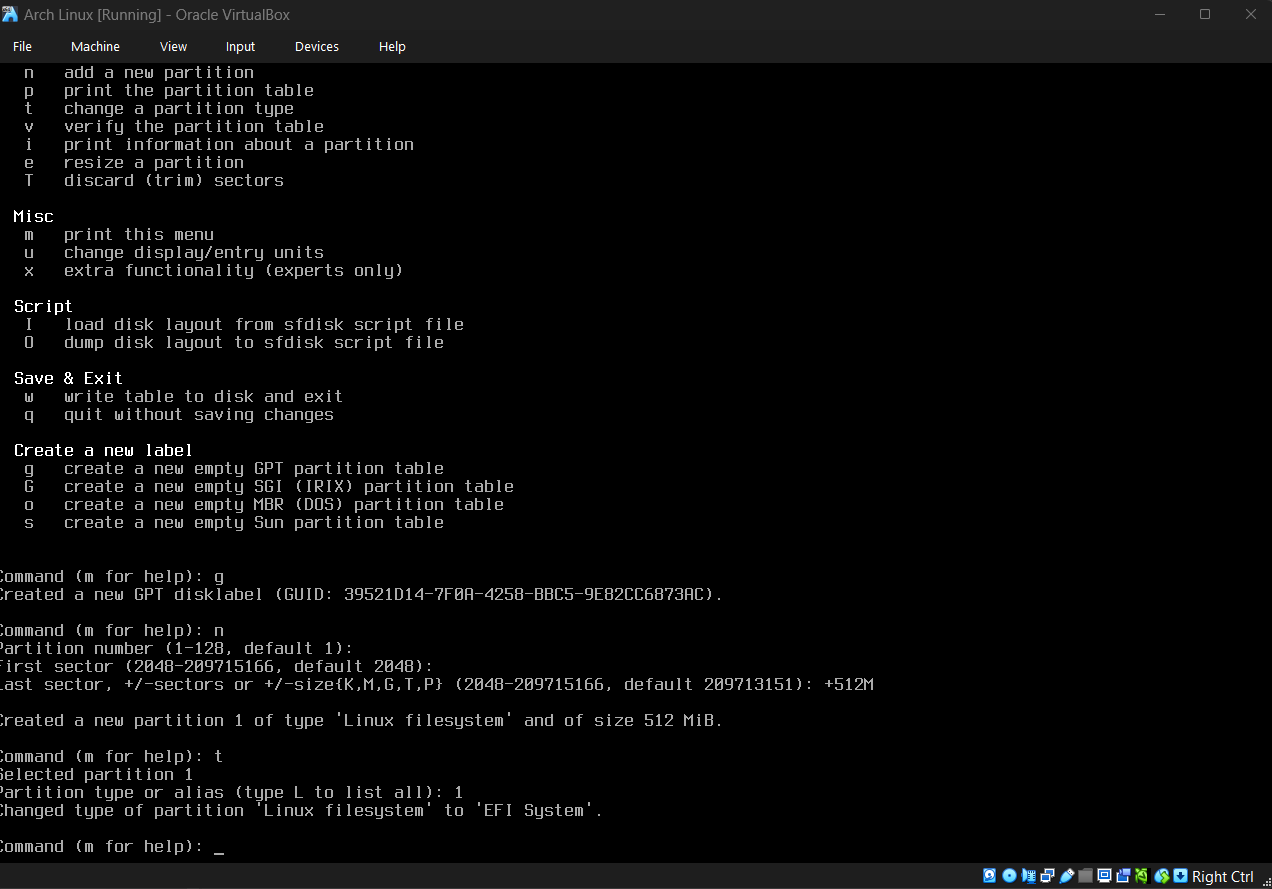 Arch Linux [Running] - Oracle VirtualBox
File Machine View Input Devices Help
n add a new partition
p print the partition table
t change a partition type
v verify the partition table
i print information about a partition
e resize a partition
T discard (trim) sectors
Misc
m print this menu
u change display/entry units
x extra functionality (experts only)
Script
I load disk layout from sfdisk script file
O dump disk layout to sfdisk script file
Save & Exit
w write table to disk and exit
q quit without saving changes
Create a new label
g create a new empty GPT partition table
G create a new empty SGI (IRIX) partition table
o create a new empty MBR (DOS) partition table
s create a new empty Sun partition table
Command (m for help): g
Created a new GPT disklabel (GUID: 39521D14-7F0A-4258-BBC5-9E82CC6873AC).
Command (m for help): n
Partition number (1-128, default 1):
First sector (2048-209715166, default 2048):
Last sector, +/-sectors or +/-size{K,M,G,T,P} (2048-209715166, default 209713151): +512M
Created a new partition 1 of type 'Linux filesystem' and of size 512 MiB.
Command (m for help): t
Selected partition 1
Partition type or alias (type L to list all): 1
Changed type of partition 'Linux filesystem' to 'EFI System'.
Command (m for help): _
Right Ctrl